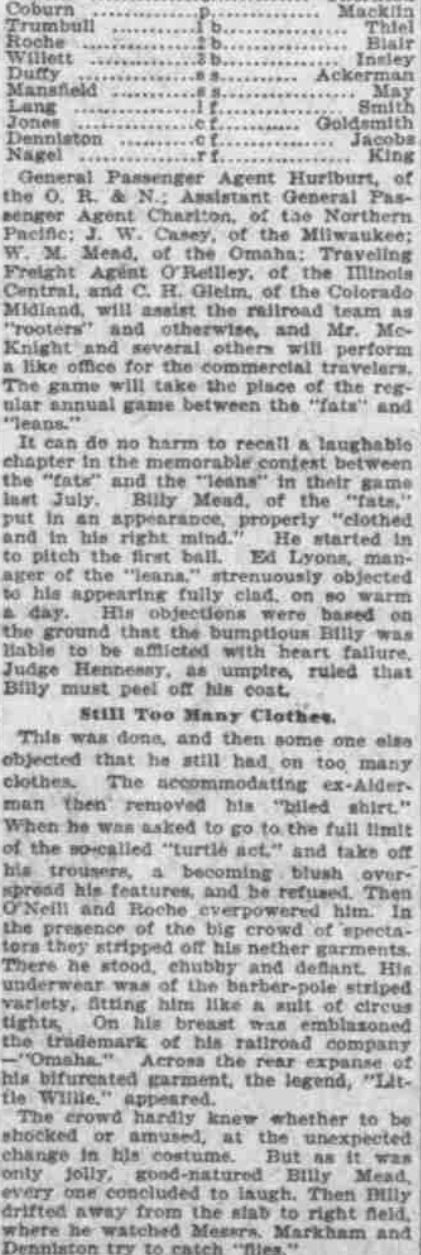 Coburn ..............p............... Macklin
Trumbull ............1 b............... Thiel
Roche ...............2 b............... Blair
Willett .............3 b............... Insley
Duffy ...............s s.......... Ackerman
Mansfield ...........s s............... May
Lang ................l f.............. Smith
Jones ...............c f.......... Goldsmith
Denniston ...........c f............. Jacobs
Nagel ...............r f............... King
General Passenger Agent Hurlburt, of
the O. R. & N.; Assistant General Pas-
senger Agent Charlton, of the Northern
Pacific; J. W. Casey, of the Milwaukee;
W. M. Mead, of the Omaha; Traveling
Freight Agent O'Reilley, of the Illinois
Central, and C. H. Gleim, of the Colorado
Midland, will assist the railroad team as
"rooters" and otherwise, and Mr. Mc-
Knight and several others will perform
a like office for the commercial travelers.
The game will take the place of the reg-
ular annual game between the "fats" and
"leans."
It can do no harm to recall a laughable
chapter in the memorable contest between
the "fats" and the "leans" in their game
last July. Billy Mead, of the "fats,"
put in an appearance, properly "clothed
and in his right mind." He started in
to pitch the first ball. Ed Lyons, man-
ager of the "leans," strenuously objected
to his appearing fully clad, on so warm
a day. His objections were based on
the ground that the bumptious Billy was
liable to be afflicted with heart failure.
Judge Hennessy, as umpire, ruled that
Billy must peel off his coat.
Still Too Many Clothes.
This was done, and then some one else
objected that he still had on too many
clothes. The accommodating ex-Alder-
man then removed his "biled shirt."
When he was asked to go to the full limit
of the so-called "turtle act," and take off
his trousers, a becoming blush over-
spread his features, and he refused. Then
O'Neill and Roche overpowered him. In
the presence of the big crowd of specta-
tors they stripped off his nether garments.
There he stood, chubby and defiant. His
underwear was of the barber-pole striped
variety, fitting him like a suit of circus
tights. On his breast was emblazoned
the trademark of his railroad company
—"Omaha." Across the rear expanse of
his bifurcated garment, the legend, "Lit-
tle Willie," appeared.
The crowd hardly knew whether to be
shocked or amused, at the unexpected
change in his costume. But as it was
only jolly, good-natured Billy Mead,
every one concluded to laugh. Then Billy
drifted away from the slab to right field,
where he watched Messrs. Markham and
Denniston try to catch "flies."